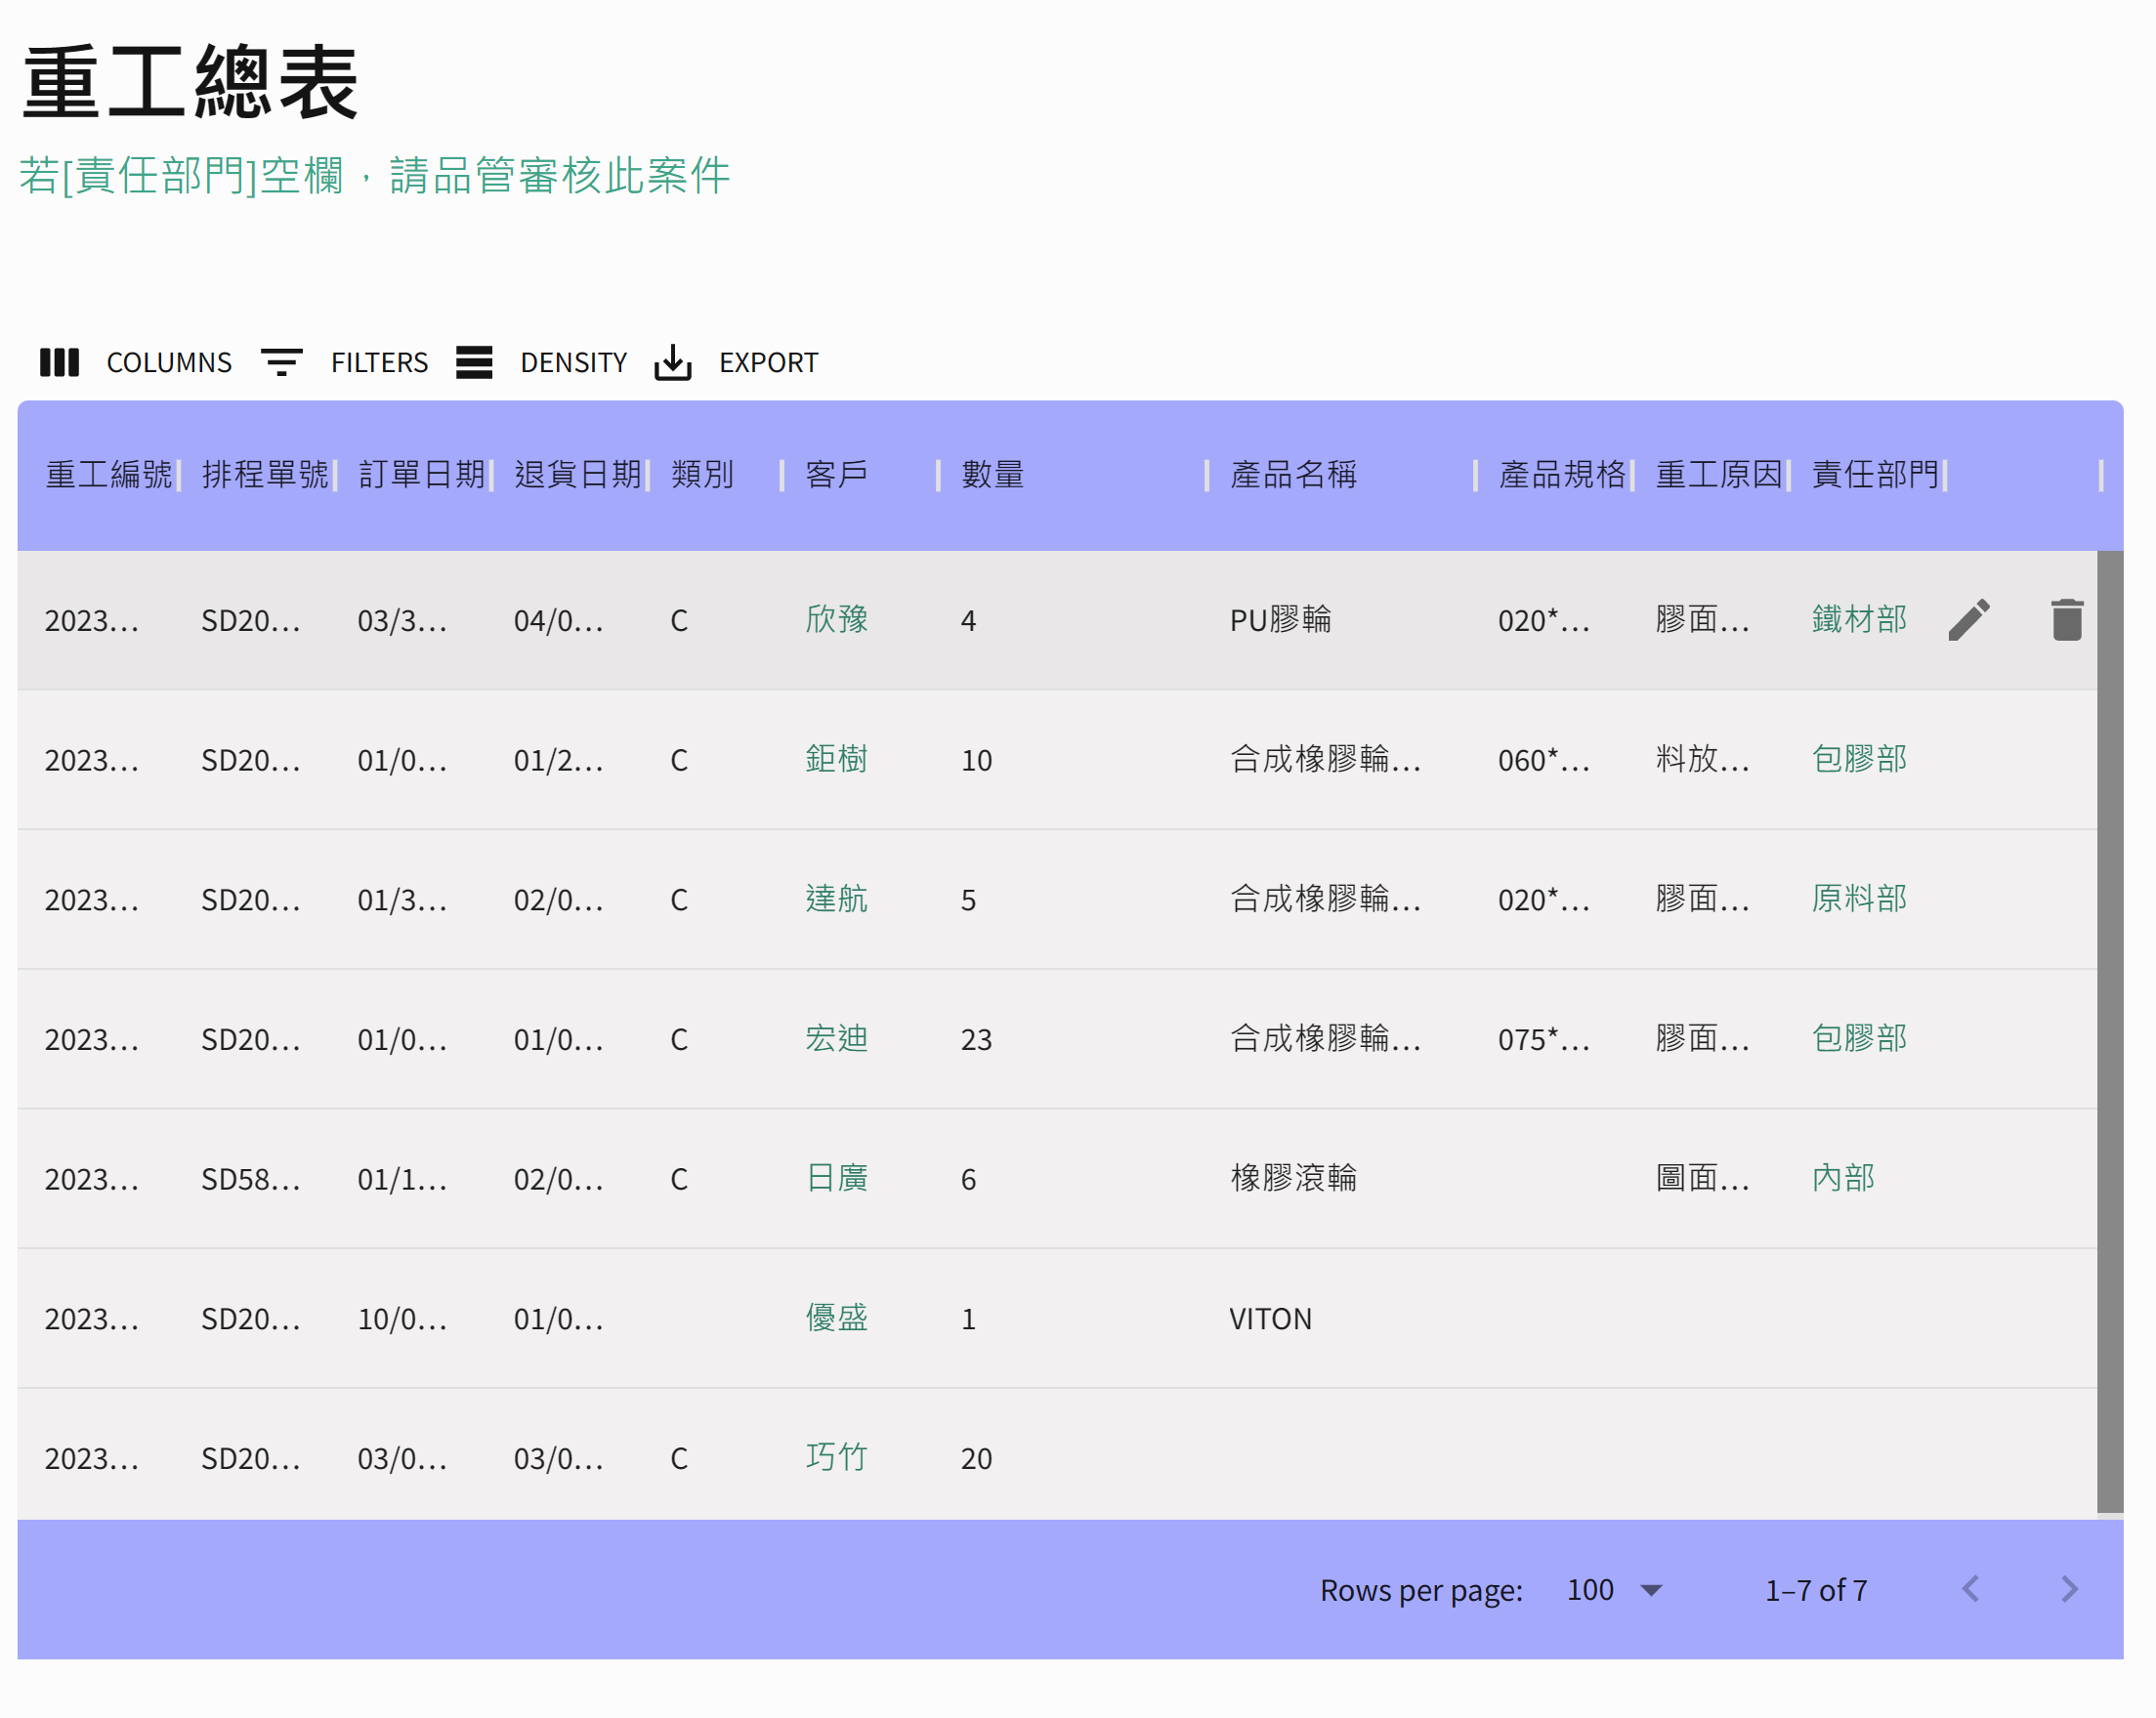 重工總表
若[責任部門]空欄，請品管審核此案件
COLUMNS FILTERS DENSITY EXPORT
重工編號 排程單號 訂單日期 退貨日期 類別 客戶 數量 產品名稱 產品規格 重工原因 責任部門
2023... SD20... 03/3... 04/0... C 欣豫 4 PU膠輪 020*... 膠面... 鐵材部
2023... SD20... 01/0... 01/2... C 鉅樹 10 合成橡膠輪... 060*... 料放... 包膠部
2023... SD20... 01/3... 02/0... C 達航 5 合成橡膠輪... 020*... 膠面... 原料部
2023... SD20... 01/0... 01/0... C 宏迪 23 合成橡膠輪... 075*... 膠面... 包膠部
2023... SD58... 01/1... 02/0... C 日廣 6 橡膠滾輪 圖面... 內部
2023... SD20... 10/0... 01/0... 優盛 1 VITON
2023... SD20... 03/0... 03/0... C 巧竹 20
Rows per page: 100 1–7 of 7